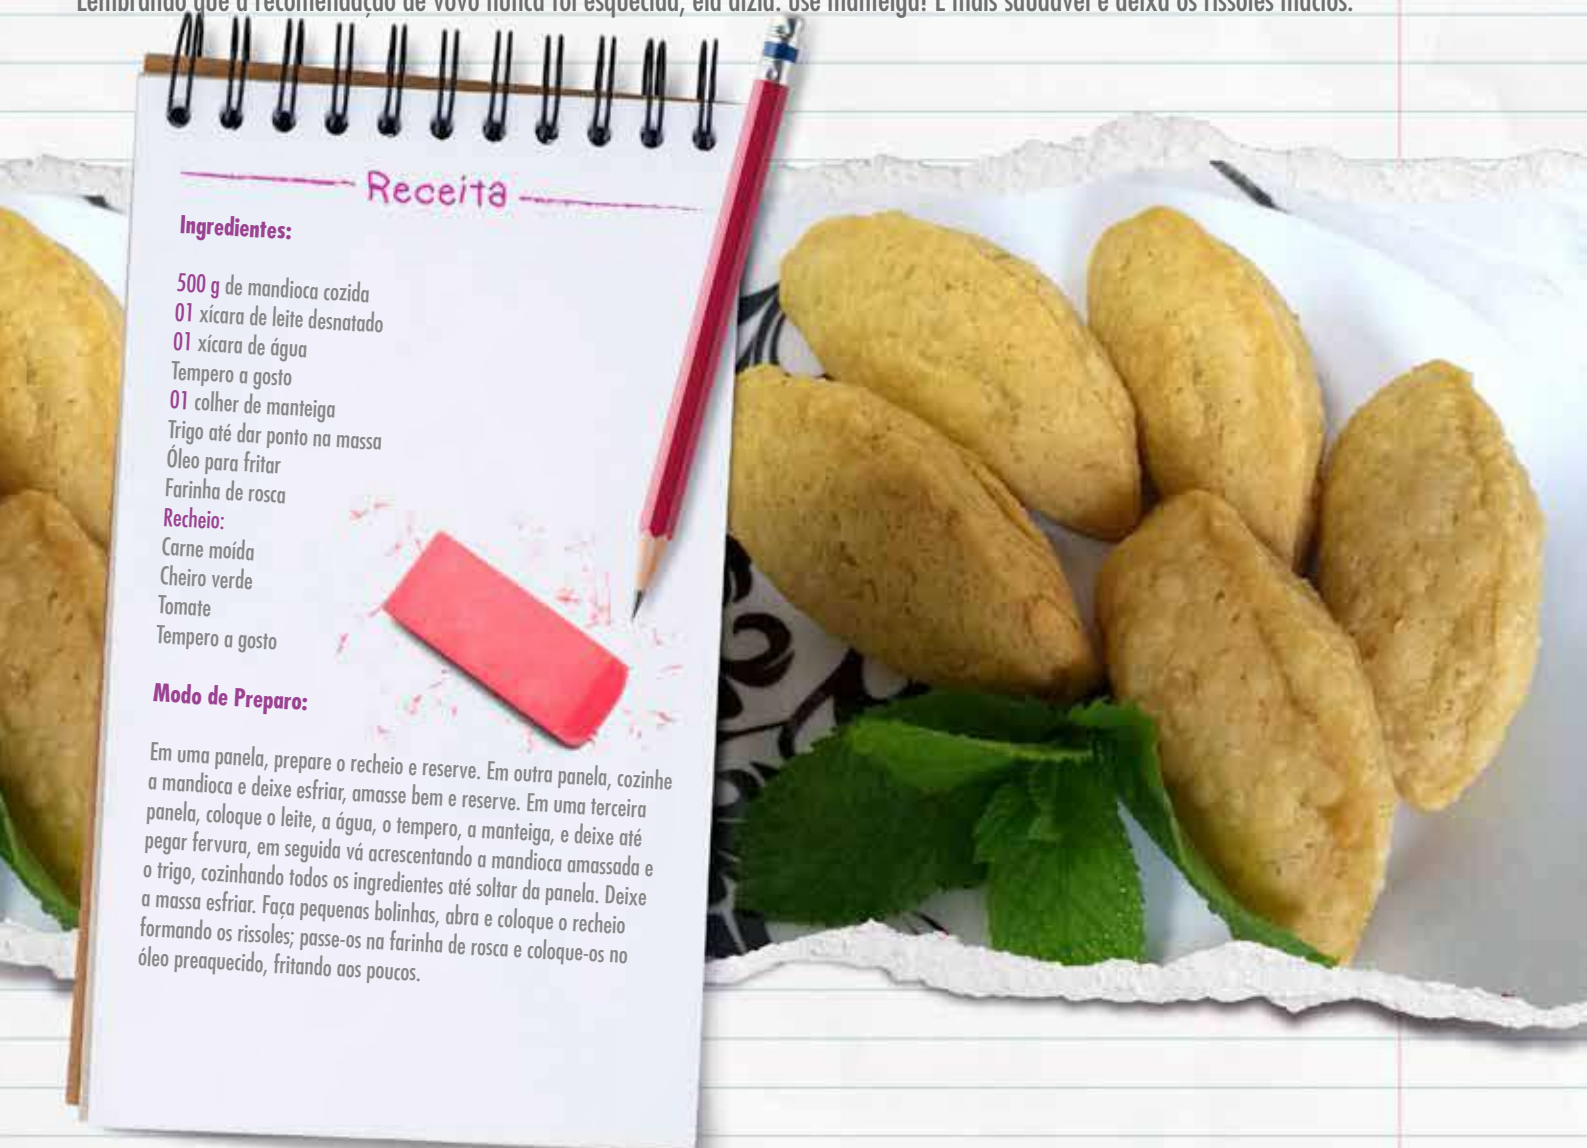 Lembrando que a recomendação de vovó nunca foi esquecida, ela dizia: Use manteiga! É mais saudável e deixa os rissoles macios.
Receita
Ingredientes:
500 g de mandioca cozida
01 xícara de leite desnatado
01 xícara de água
Tempero a gosto
01 colher de manteiga
Trigo até dar ponto na massa
Óleo para fritar
Farinha de rosca
Recheio:
Carne moída
Cheiro verde
Tomate
Tempero a gosto
Modo de Preparo:
Em uma panela, prepare o recheio e reserve. Em outra panela, cozinhe
a mandioca e deixe esfriar, amasse bem e reserve. Em uma terceira
panela, coloque o leite, a água, o tempero, a manteiga, e deixe até
pegar fervura, em seguida vá acrescentando a mandioca amassada e
o trigo, cozinhando todos os ingredientes até soltar da panela. Deixe
a massa esfriar. Faça pequenas bolinhas, abra e coloque o recheio
formando os rissoles; passe-os na farinha de rosca e coloque-os no
óleo preaquecido, fritando aos poucos.